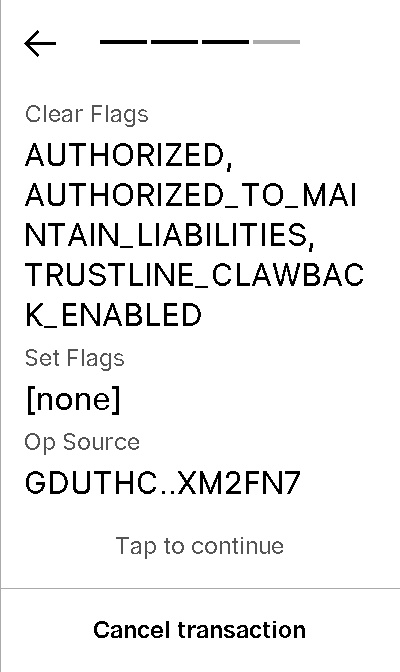 Clear Flags
AUTHORIZED,
AUTHORIZED_TO_MAI
NTAIN_LIABILITIES,
TRUSTLINE_CLAWBAC
K_ENABLED
Set Flags
[none]
Op Source
GDUTHC..XM2FN7
Tap to continue
Cancel transaction